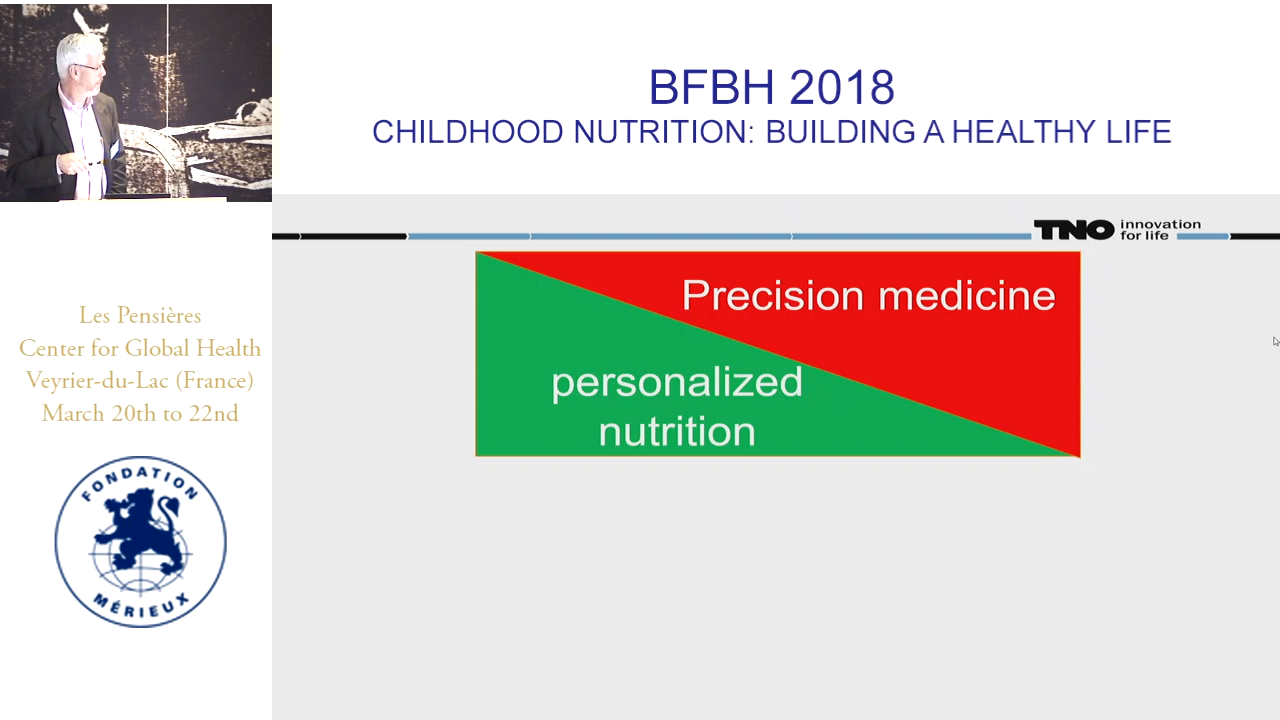 BFBH 2018
CHILDHOOD NUTRITION: BUILDING A HEALTHY LIFE
TNO innovation
for life
Precision medicine
personalized
nutrition
Les Pensières
Center for Global Health
Veyrier-du-Lac (France)
March 20th to 22nd
FONDATION
MÉRIEUX